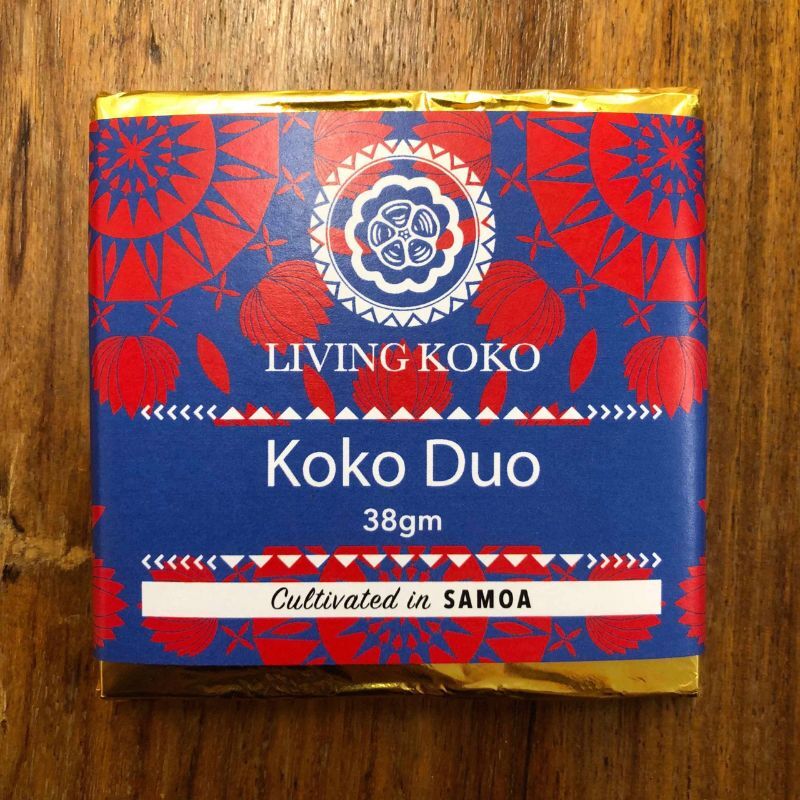 LIVING KOKO
Koko Duo
38gm
Cultivated in SAMOA